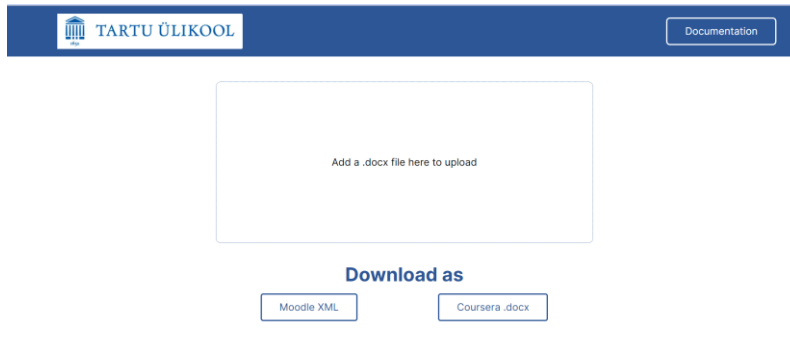 TARTU ÜLIKOOL
Documentation
Add a .docx file here to upload
Download as
Moodle XML
Coursera .docx